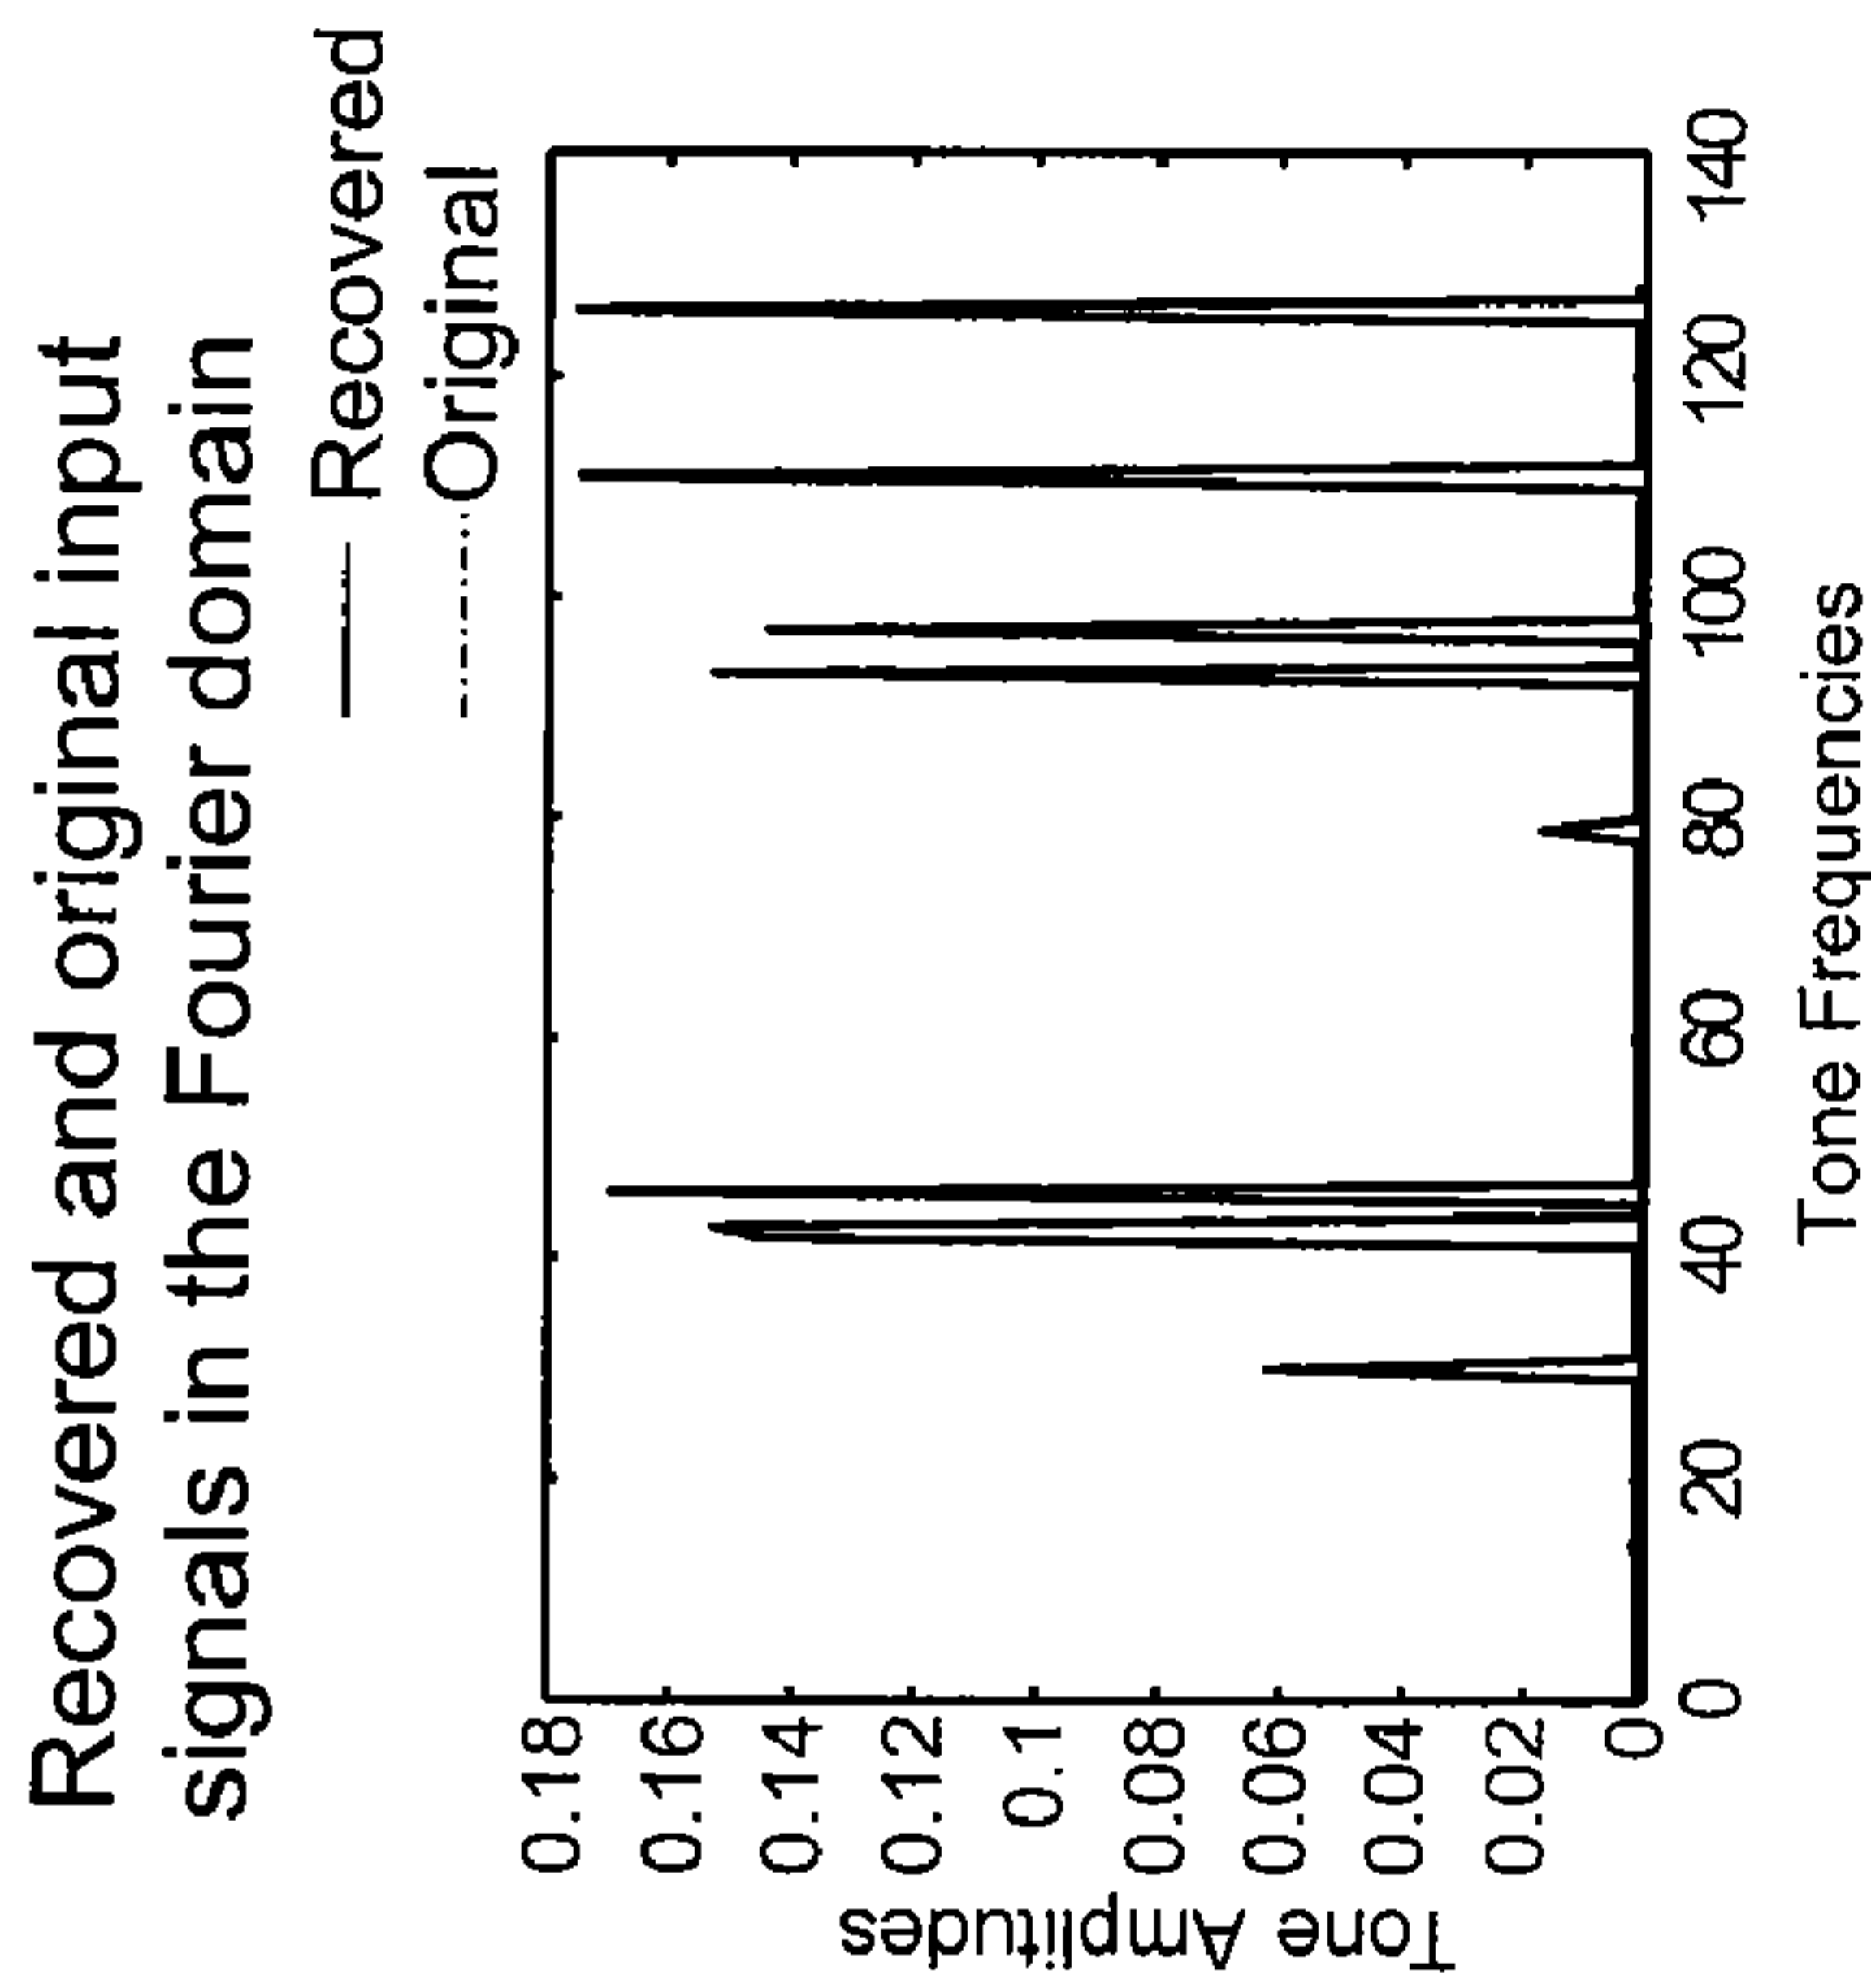 Recovered and original input
signals in the Fourier domain
Recovered
Original
Tone Amplitudes
0.18
0.16
0.14
0.12
0.1
0.08
0.06
0.04
0.02
0
0 20 40 60 80 100 120 140
Tone Frequencies